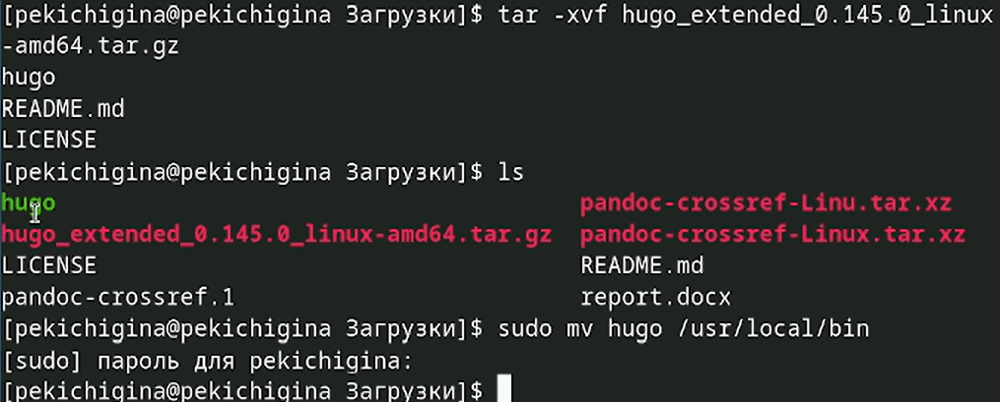 [pekichigina@pekichigina Загрузки]$ tar -xvf hugo_extended_0.145.0_linux
-amd64.tar.gz
hugo
README.md
LICENSE
[pekichigina@pekichigina Загрузки]$ ls
hugo pandoc-crossref-Linu.tar.xz
hugo_extended_0.145.0_linux-amd64.tar.gz pandoc-crossref-Linux.tar.xz
LICENSE README.md
pandoc-crossref.1 report.docx
[pekichigina@pekichigina Загрузки]$ sudo mv hugo /usr/local/bin
[sudo] пароль для pekichigina:
[pekichigina@pekichigina Загрузки]$